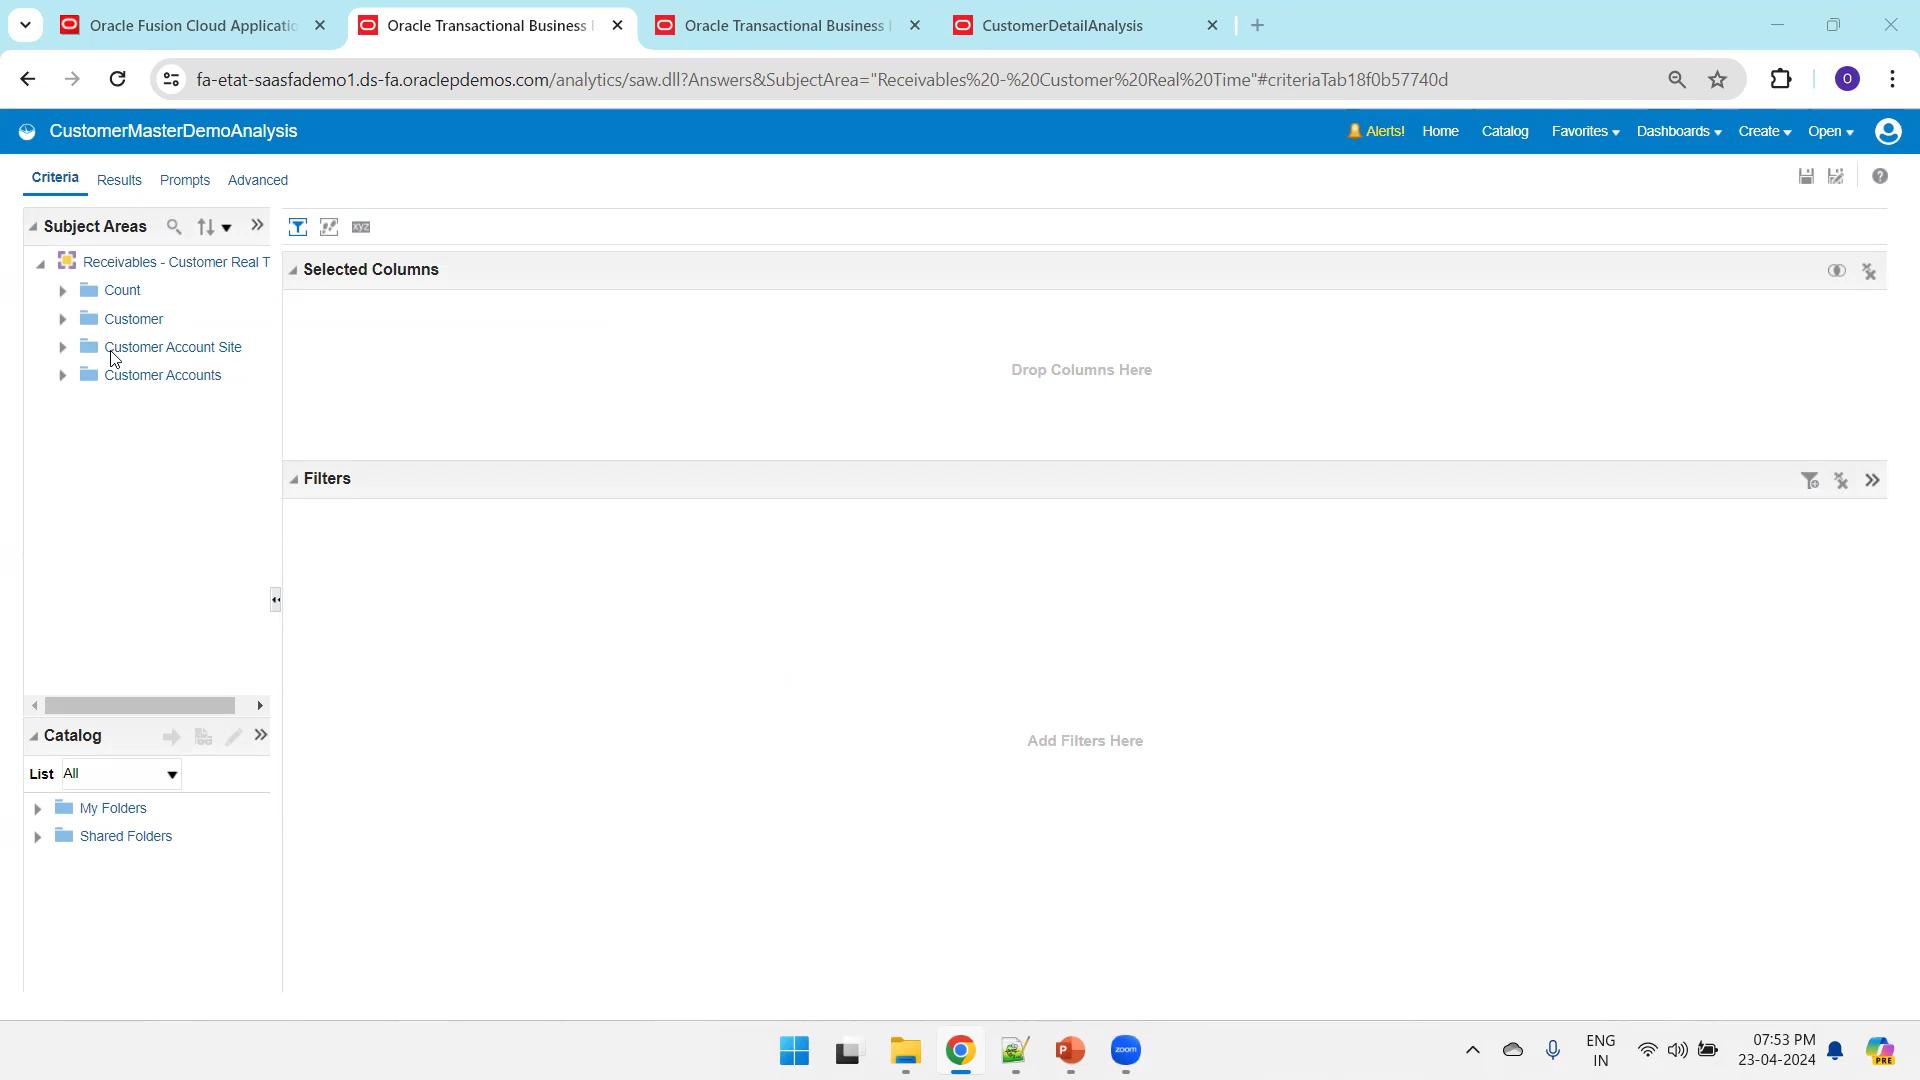 Oracle Fusion Cloud Applicatio
Oracle Transactional Business I
Oracle Transactional Business I
CustomerDetailAnalysis
fa-etat-saasfademo1.ds-fa.oraclepdemos.com/analytics/saw.dll?Answers&SubjectArea="Receivables%20-%20Customer%20Real%20Time"#criteriaTab18f0b57740d
O
CustomerMasterDemoAnalysis
Alerts! Home Catalog Favorites Dashboards Create Open
Criteria Results Prompts Advanced
Subject Areas
xyz
Receivables - Customer Real T
Selected Columns
Count
Customer
Customer Account Site
Drop Columns Here
Customer Accounts
Filters
Catalog
Add Filters Here
List All
My Folders
Shared Folders
zoom
ENG
IN
07:53 PM
23-04-2024
PRE